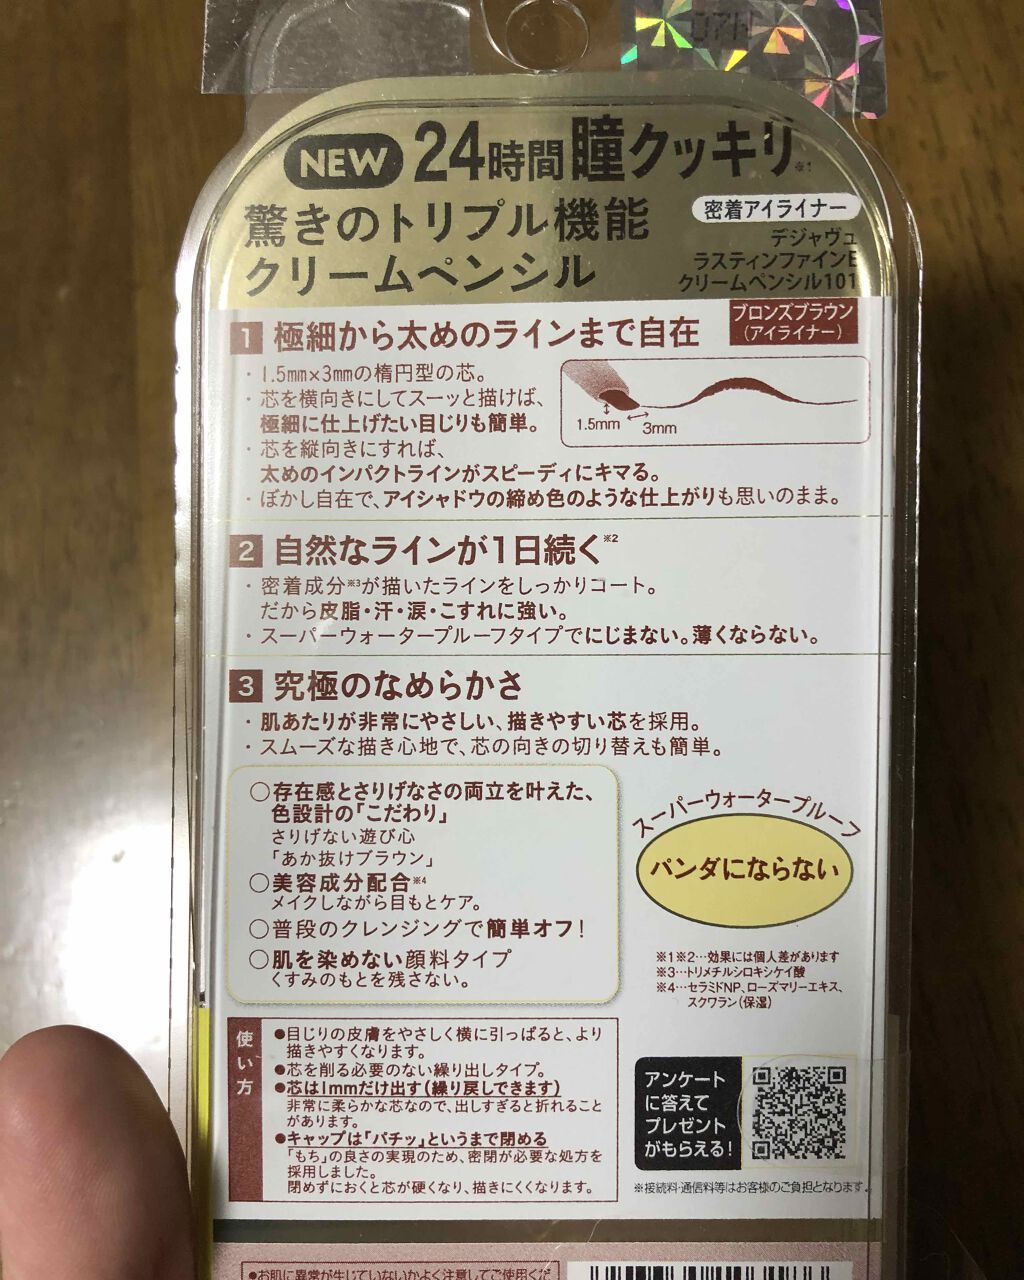 NEW 24時間瞳クッキリ※1
驚きのトリプル機能
クリームペンシル
密着アイライナー
デジャヴュ
ラスティンファインE
クリームペンシル101
ブロンズブラウン
(アイライナー)
1 極細から太めのラインまで自在
・1.5mm×3mmの楕円型の芯。
・芯を横向きにしてスーッと描けば、
極細に仕上げたい目じりも簡単。
・芯を縦向きにすれば、
太めのインパクトラインがスピーディにキマる。
・ぼかし自在で、アイシャドウの締め色のような仕上がりも思いのまま。
1.5mm
3mm
2 自然なラインが1日続く※2
・密着成分※3が描いたラインをしっかりコート。
だから皮脂・汗・涙・こすれに強い。
・スーパーウォータープルーフタイプでにじまない。薄くならない。
3 究極のなめらかさ
・肌あたりが非常にやさしい、描きやすい芯を採用。
・スムーズな描き心地で、芯の向きの切り替えも簡単。
○存在感とさりげなさの両立を叶えた、
色設計の「こだわり」
さりげない遊び心
「あか抜けブラウン」
○美容成分配合※4
メイクしながら目もとケア。
○普段のクレンジングで簡単オフ!
○肌を染めない顔料タイプ
くすみのもとを残さない。
スーパーウォータープルーフ
パンダにならない
※1※2…効果には個人差があります
※3…トリメチルシロキシケイ酸
※4…セラミドNP、ローズマリーエキス、
スクワラン(保湿)
使い方
●目じりの皮膚をやさしく横に引っぱると、より
描きやすくなります。
●芯を削る必要のない繰り出しタイプ。
●芯は1mmだけ出す(繰り戻しできます)
非常に柔らかな芯なので、出しすぎると折れること
があります。
●キャップは「パチッ」というまで閉める
「もち」の良さの実現のため、密閉が必要な処方を
採用しました。
閉めずにおくと芯が硬くなり、描きにくくなります。
アンケート
に答えて
プレゼント
がもらえる!
※接続料・通信料等はお客様のご負担となります。
●お肌に異常が生じていないかよく注意してご使用くだ